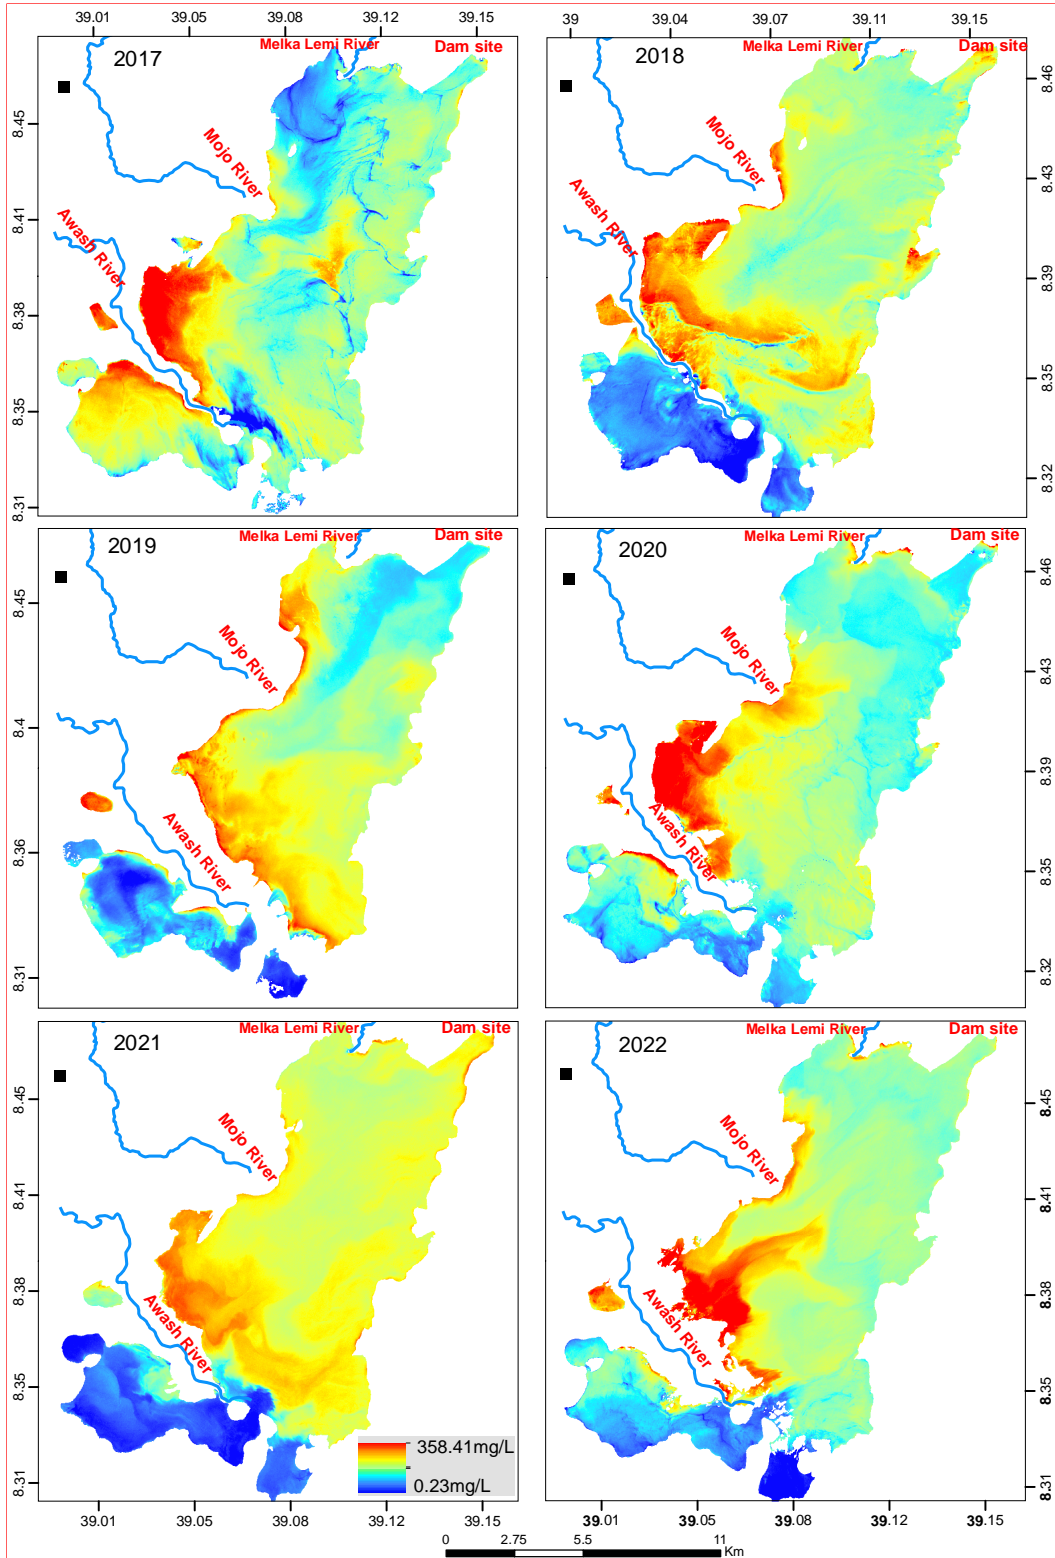 39.01 39.05 39.08 39.12 39.15
39 39.04 39.07 39.11 39.15
2017
Melka Lemi River
Dam site
Mojo River
Awash River
8.45
8.41
8.38
8.35
8.31
2018
Melka Lemi River
Dam site
Mojo River
Awash River
8.46
8.43
8.39
8.35
8.32
2019
Melka Lemi River
Dam site
Mojo River
Awash River
8.45
8.4
8.36
8.31
2020
Melka Lemi River
Dam site
Mojo River
Awash River
8.46
8.43
8.39
8.35
8.32
2021
Melka Lemi River
Dam site
Mojo River
Awash River
8.45
8.41
8.38
8.35
8.31
358.41mg/L
0.23mg/L
2022
Melka Lemi River
Dam site
Mojo River
Awash River
8.45
8.41
8.38
8.35
8.31
39.01 39.05 39.08 39.12 39.15
39.01 39.05 39.08 39.12 39.15
0 2.75 5.5 11
Km